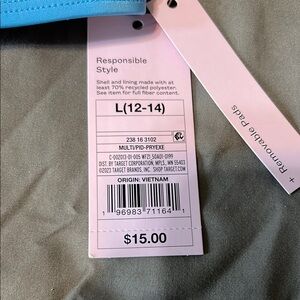 Responsible
Style
Shell and lining made with at
least 70% recycled polyester.
See item for full fiber content.
L(12-14)
238 16 3102
MULTI/PID-PRYEXE
DIST. BY TARGET CORPORATION, MPLS., MN 55403
©2023 TARGET BRANDS, INC. SHOP TARGET.COM
ORIGIN: VIETNAM
1 96983 71164 1
$15.00
+ Removable Pads